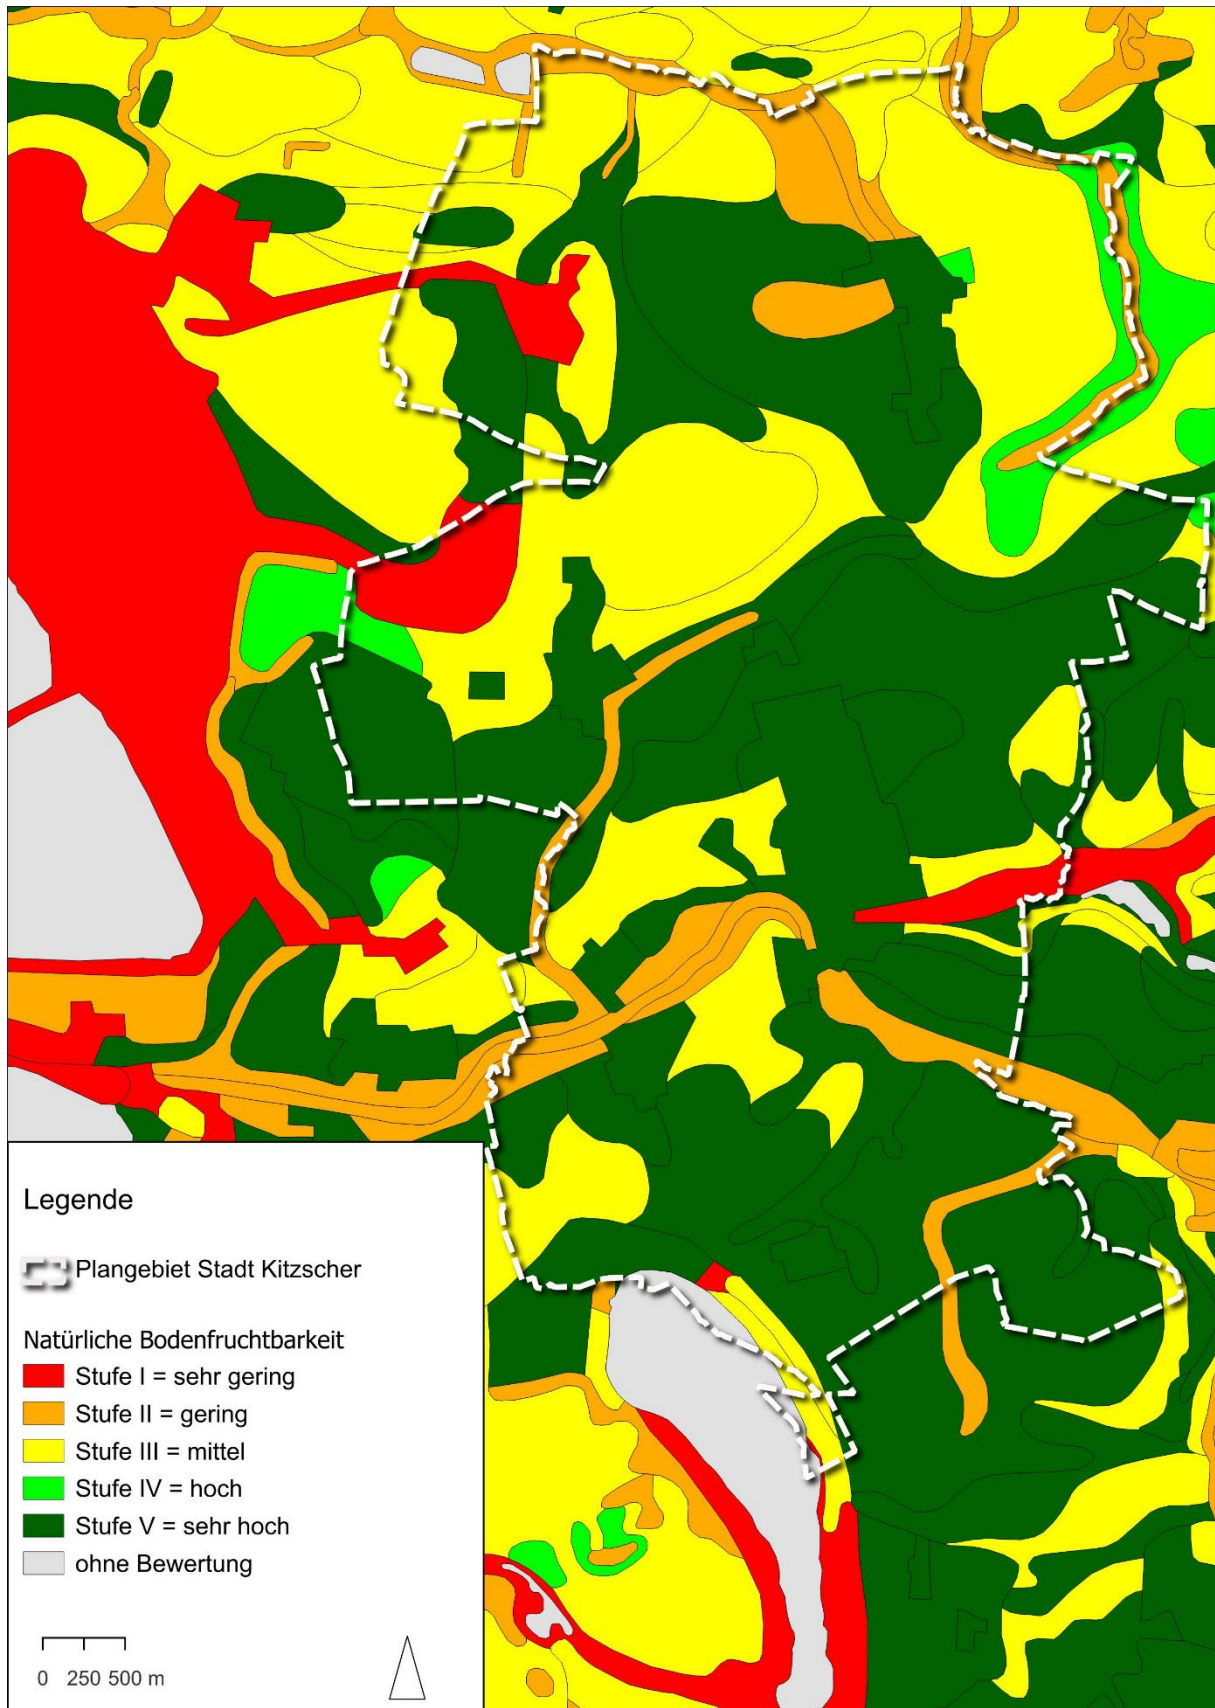 Legende
Plangebiet Stadt Kitzscher
Natürliche Bodenfruchtbarkeit
Stufe I = sehr gering
Stufe II = gering
Stufe III = mittel
Stufe IV = hoch
Stufe V = sehr hoch
ohne Bewertung
0 250 500 m